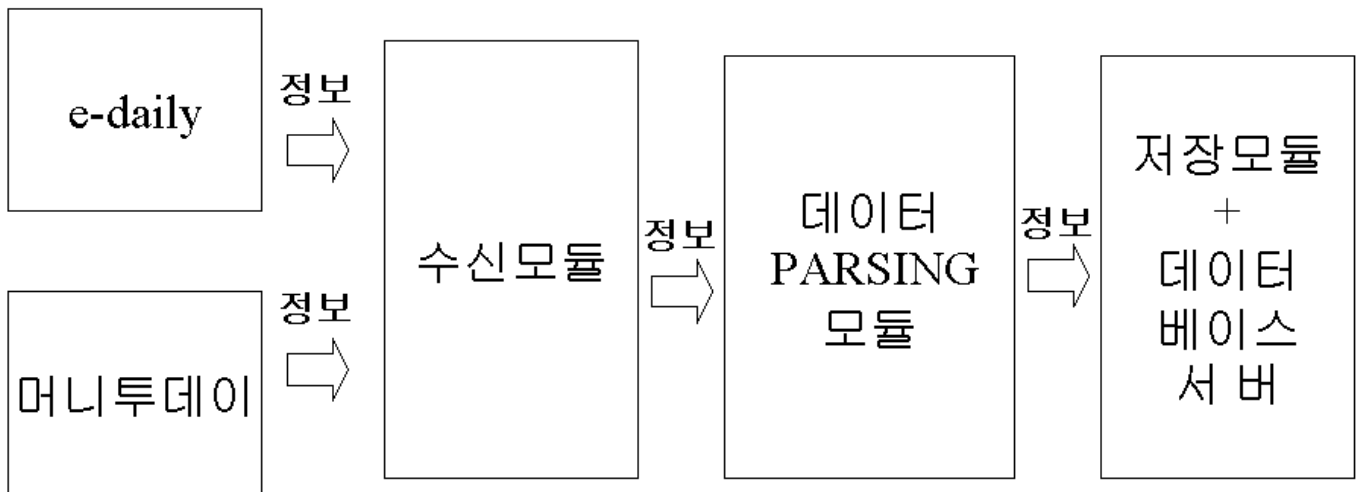 e-daily
정보
머니투데이
정보
수신모듈
정보
데이터
PARSING
모듈
정보
저장모듈
+
데이터
베이스
서 버